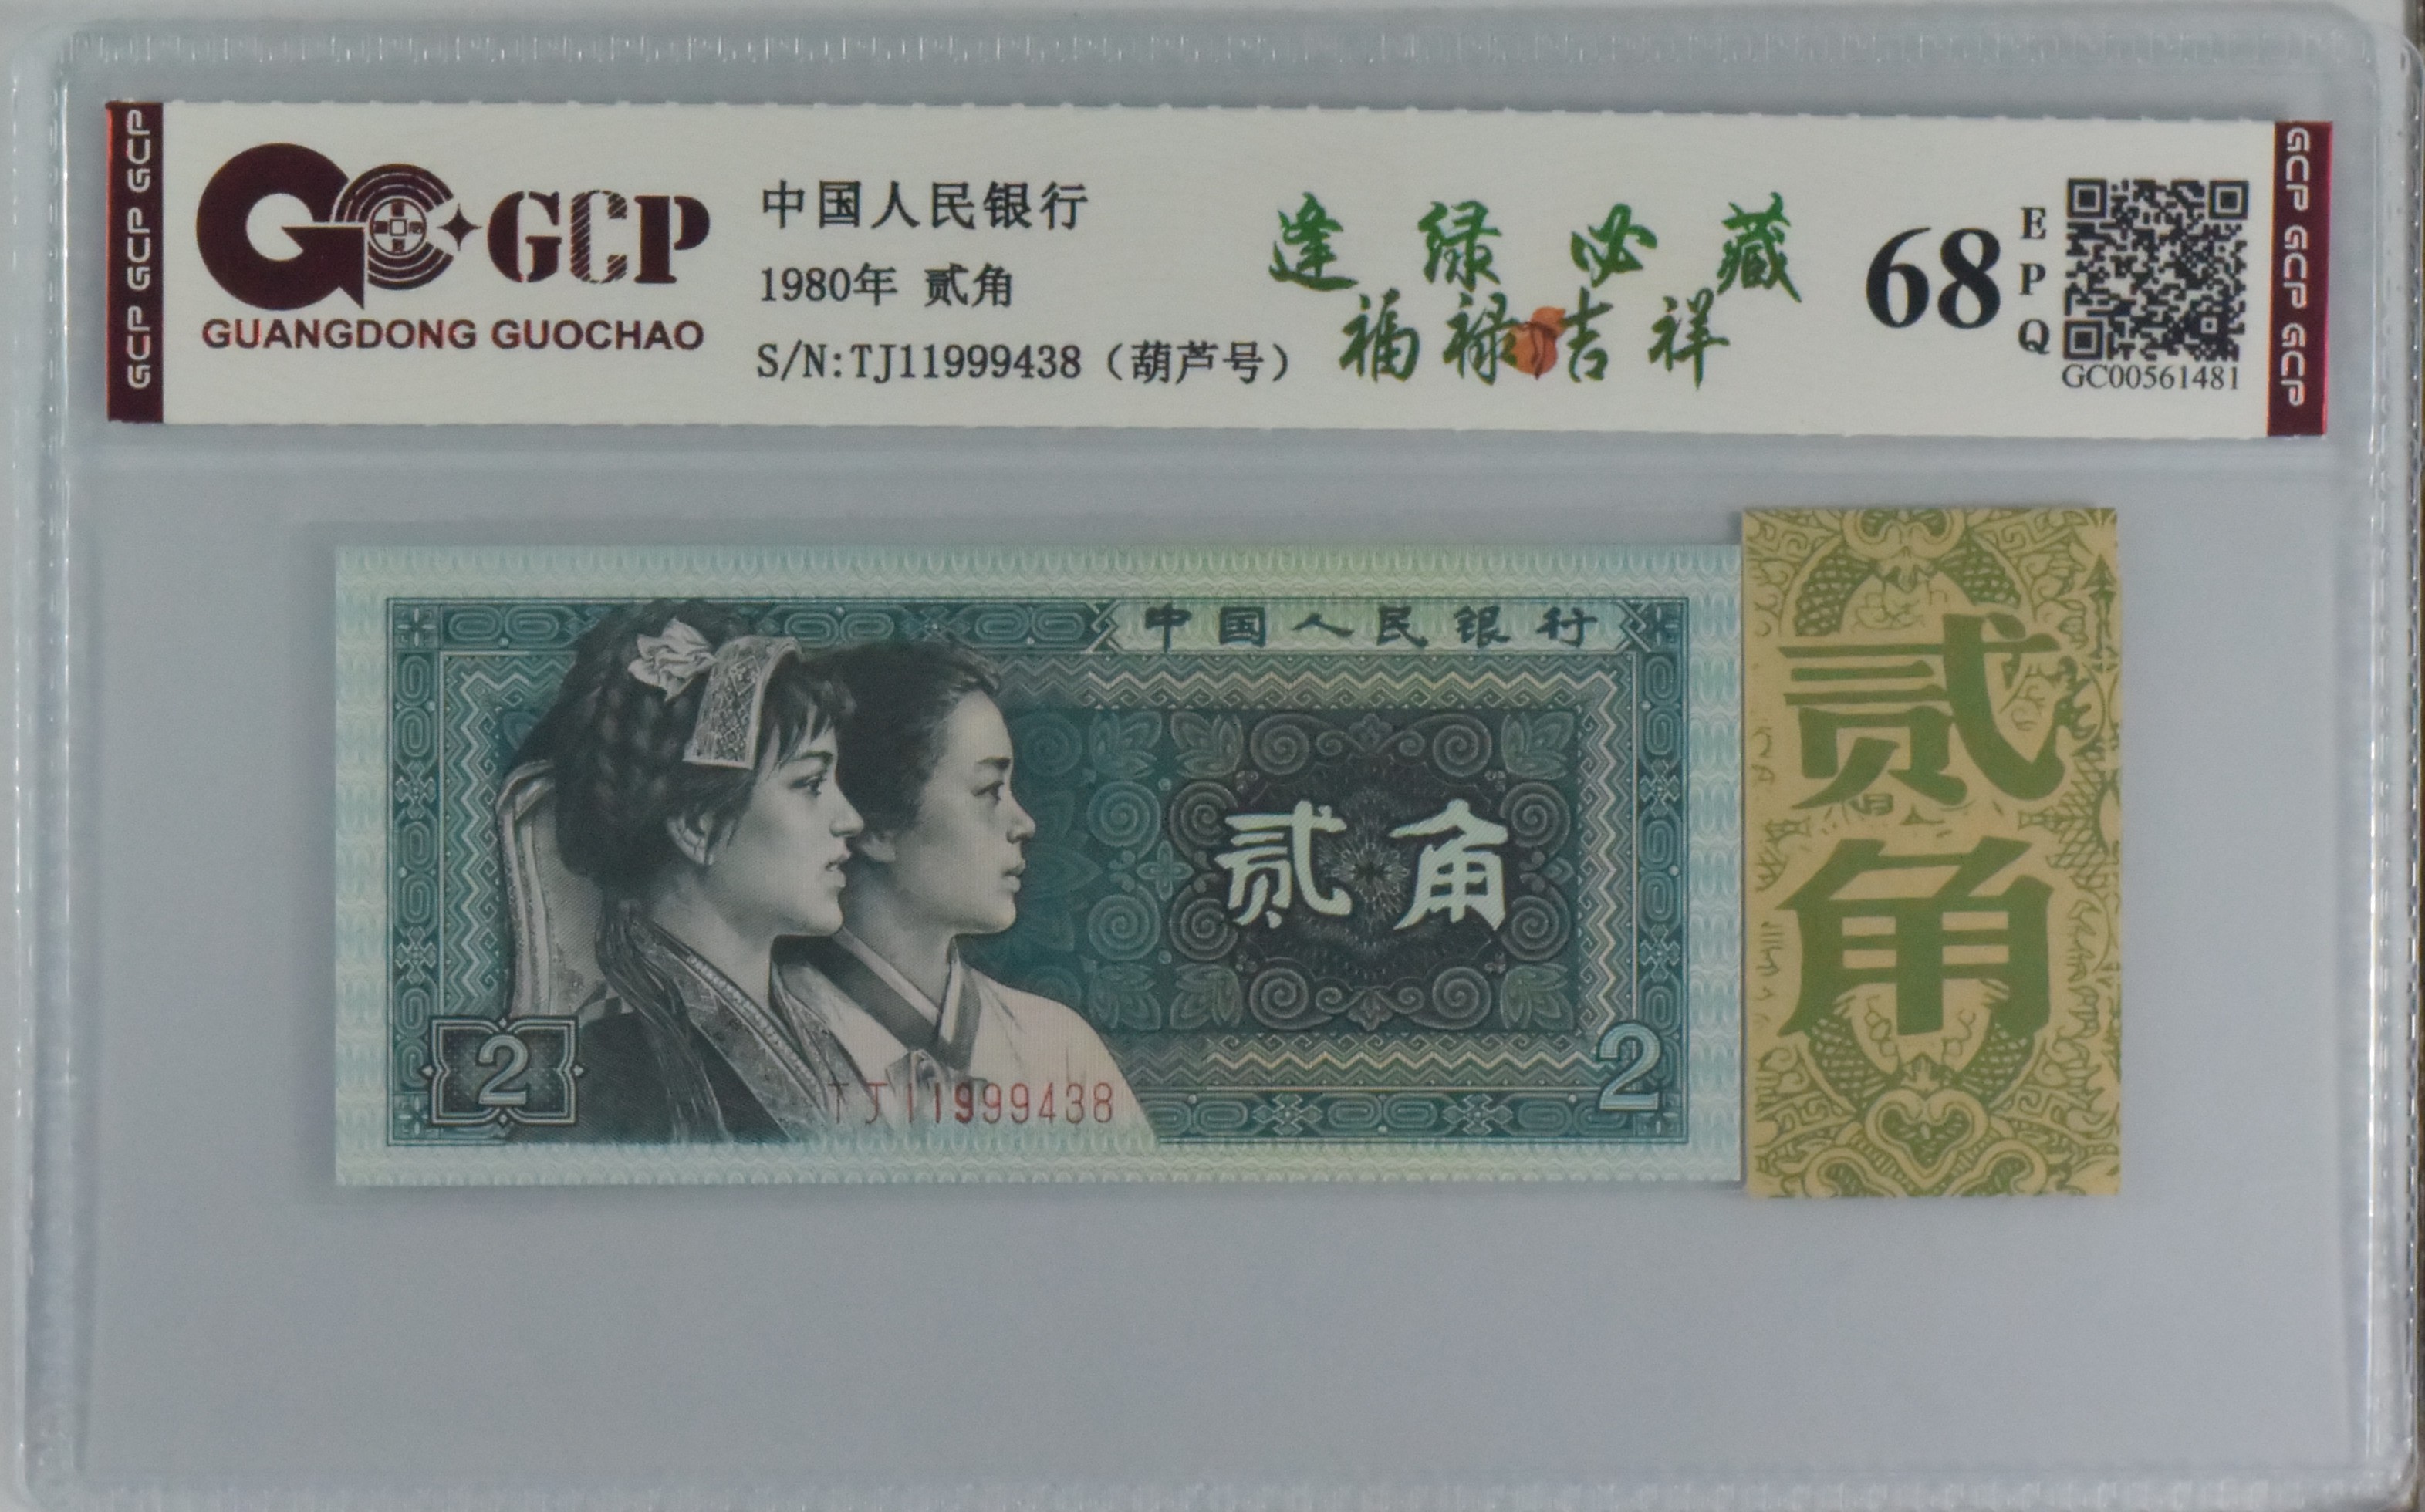 GCP GCP GCP
GCP
GUANGDONG GUOCHAO
中国人民银行
1980年 贰角
S/N:TJ11999438（葫芦号）
逢绿必藏
福禄吉祥
68
EPQ
GC00561481
GCP GCP GCP
中国人民银行
贰角
2
TJ11999438
2
贰角